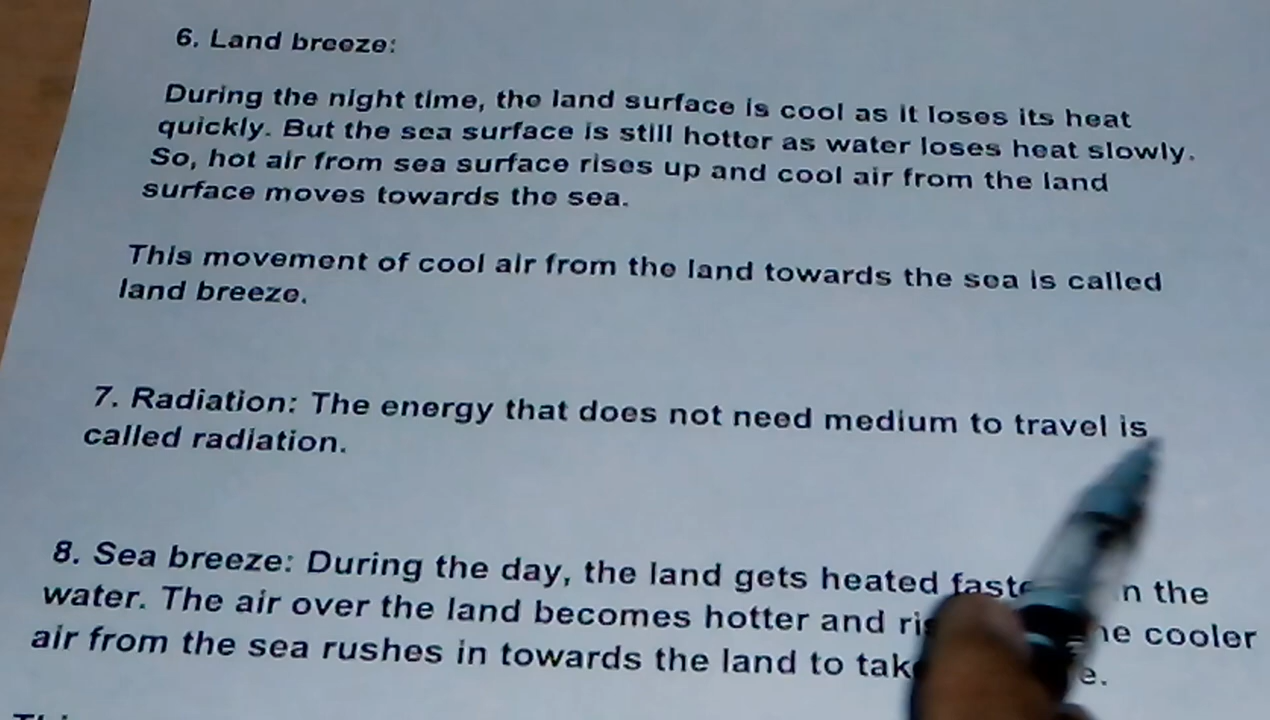 6. Land breeze:
During the night time, the land surface is cool as it loses its heat
quickly. But the sea surface is still hotter as water loses heat slowly.
So, hot air from sea surface rises up and cool air from the land
surface moves towards the sea.
This movement of cool air from the land towards the sea is called
land breeze.
7. Radiation: The energy that does not need medium to travel is
called radiation.
8. Sea breeze: During the day, the land gets heated the
water. The air over the land becomes hotter and cooler
air from the sea rushes in towards the land to